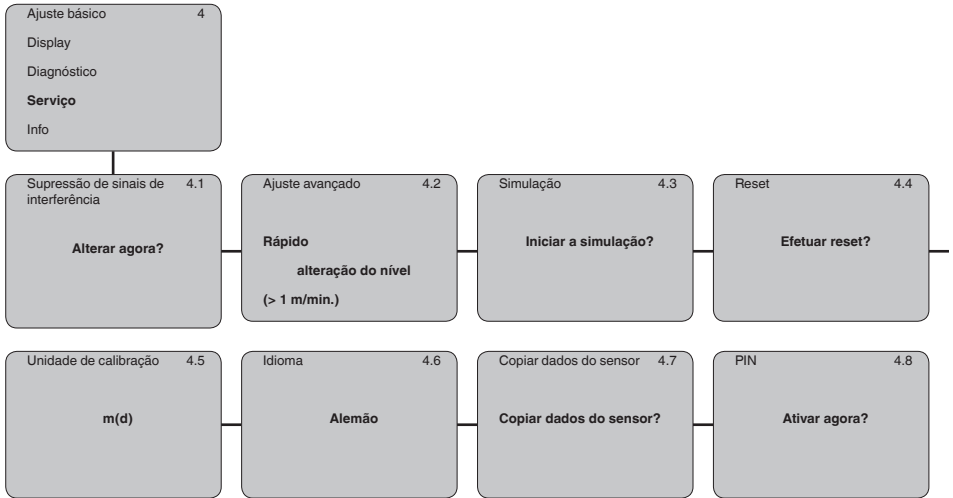 Ajuste básico 4
Display
Diagnóstico
Serviço
Info
Supressão de sinais de 4.1
interferência
Alterar agora?
Ajuste avançado 4.2
Rápido
alteração do nível
(> 1 m/min.)
Simulação 4.3
Iniciar a simulação?
Reset 4.4
Efetuar reset?
Unidade de calibração 4.5
m(d)
Idioma 4.6
Alemão
Copiar dados do sensor 4.7
Copiar dados do sensor?
PIN 4.8
Ativar agora?